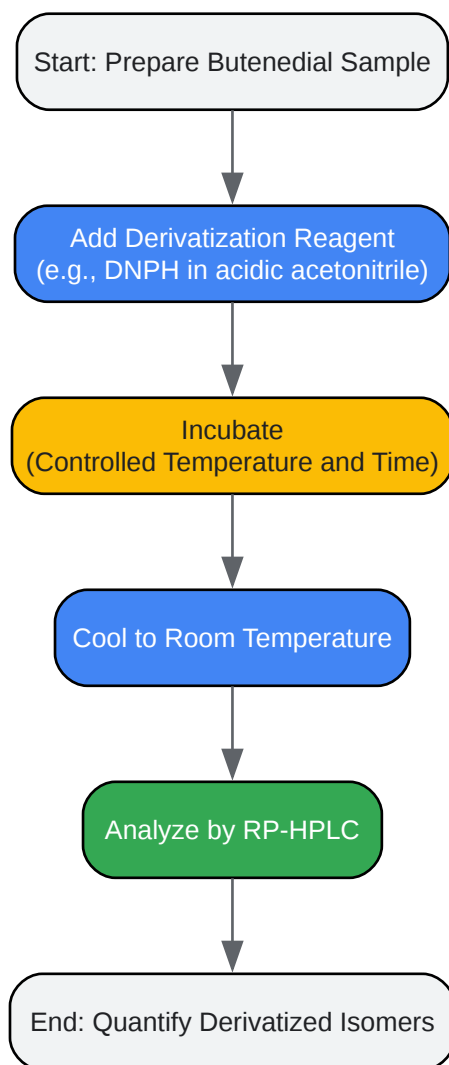 Start: Prepare Butenedial Sample
Add Derivatization Reagent
(e.g., DNPH in acidic acetonitrile)
Incubate
(Controlled Temperature and Time)
Cool to Room Temperature
Analyze by RP-HPLC
End: Quantify Derivatized Isomers